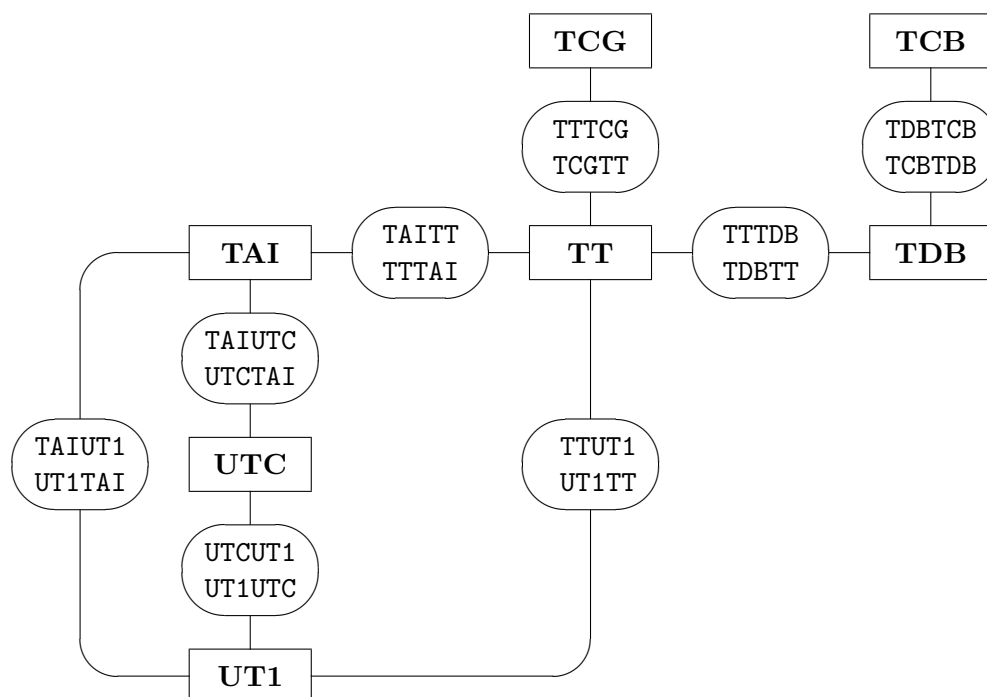 TCG
TCB
TTTCG
TCGTT
TDBTCB
TCBTDB
TAI
TAITT
TTTAI
TT
TTTDB
TDBTT
TDB
TAIUTC
UTCTAI
TAIUT1
UT1TAI
UTC
TTUT1
UT1TT
UTCUT1
UT1UTC
UT1